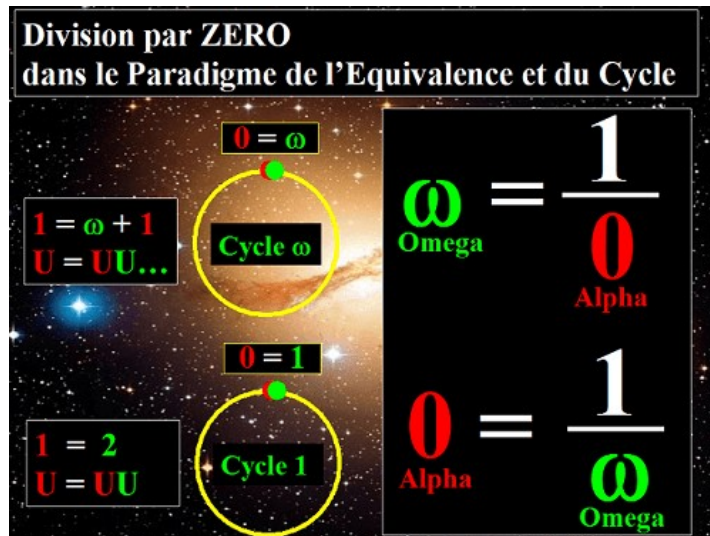 Division par ZERO
dans le Paradigme de l'Equivalence et du Cycle
0 = ω
1 = ω + 1
U = UU...
Cycle ω
0 = 1
1 = 2
U = UU
Cycle 1
ω = 1
Omega
0
Alpha
0 = 1
Alpha
ω
Omega